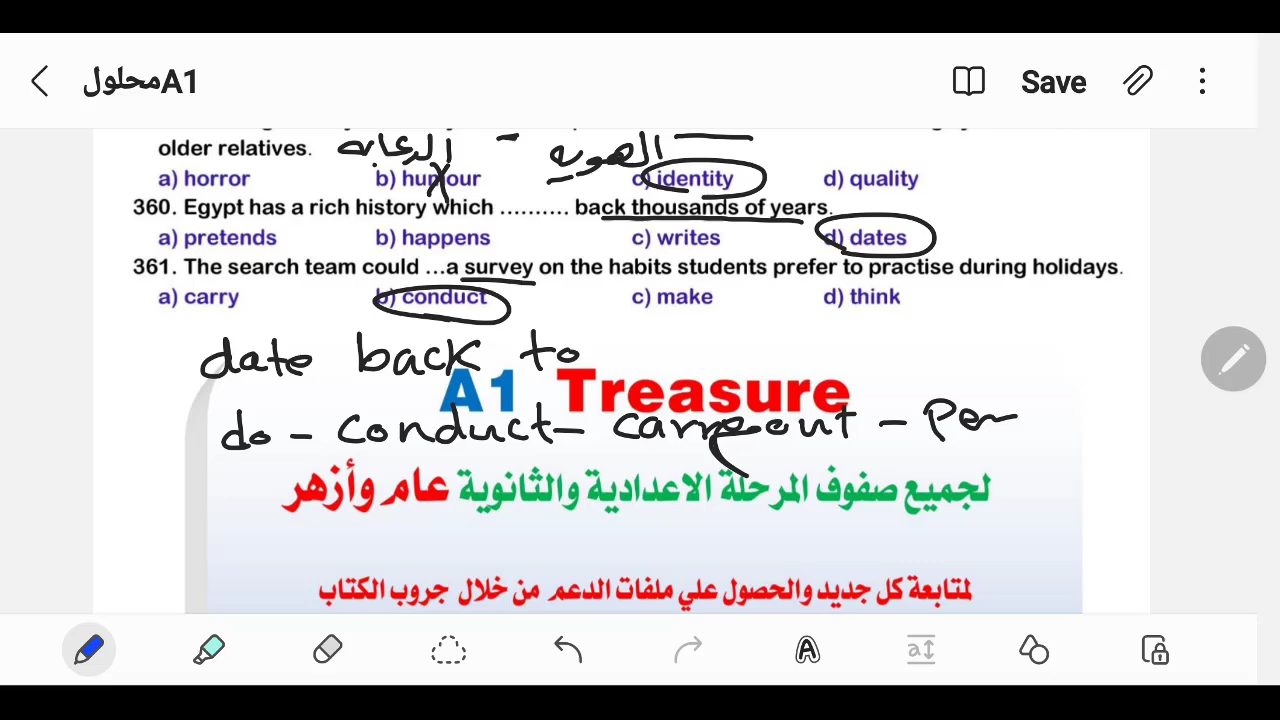 محلولA1
Save
older relatives.
الدعابه - الهويه
a) horror b) humour c) identity d) quality
360. Egypt has a rich history which .......... back thousands of years.
a) pretends b) happens c) writes d) dates
361. The search team could ...a survey on the habits students prefer to practise during holidays.
a) carry b) conduct c) make d) think
date back to
A1 Treasure
do - conduct - carry out - Per
لجميع صفوف المرحلة الاعدادية والثانوية عام وأزهر
لمتابعة كل جديد والحصول علي ملفات الدعم من خلال جروب الكتاب